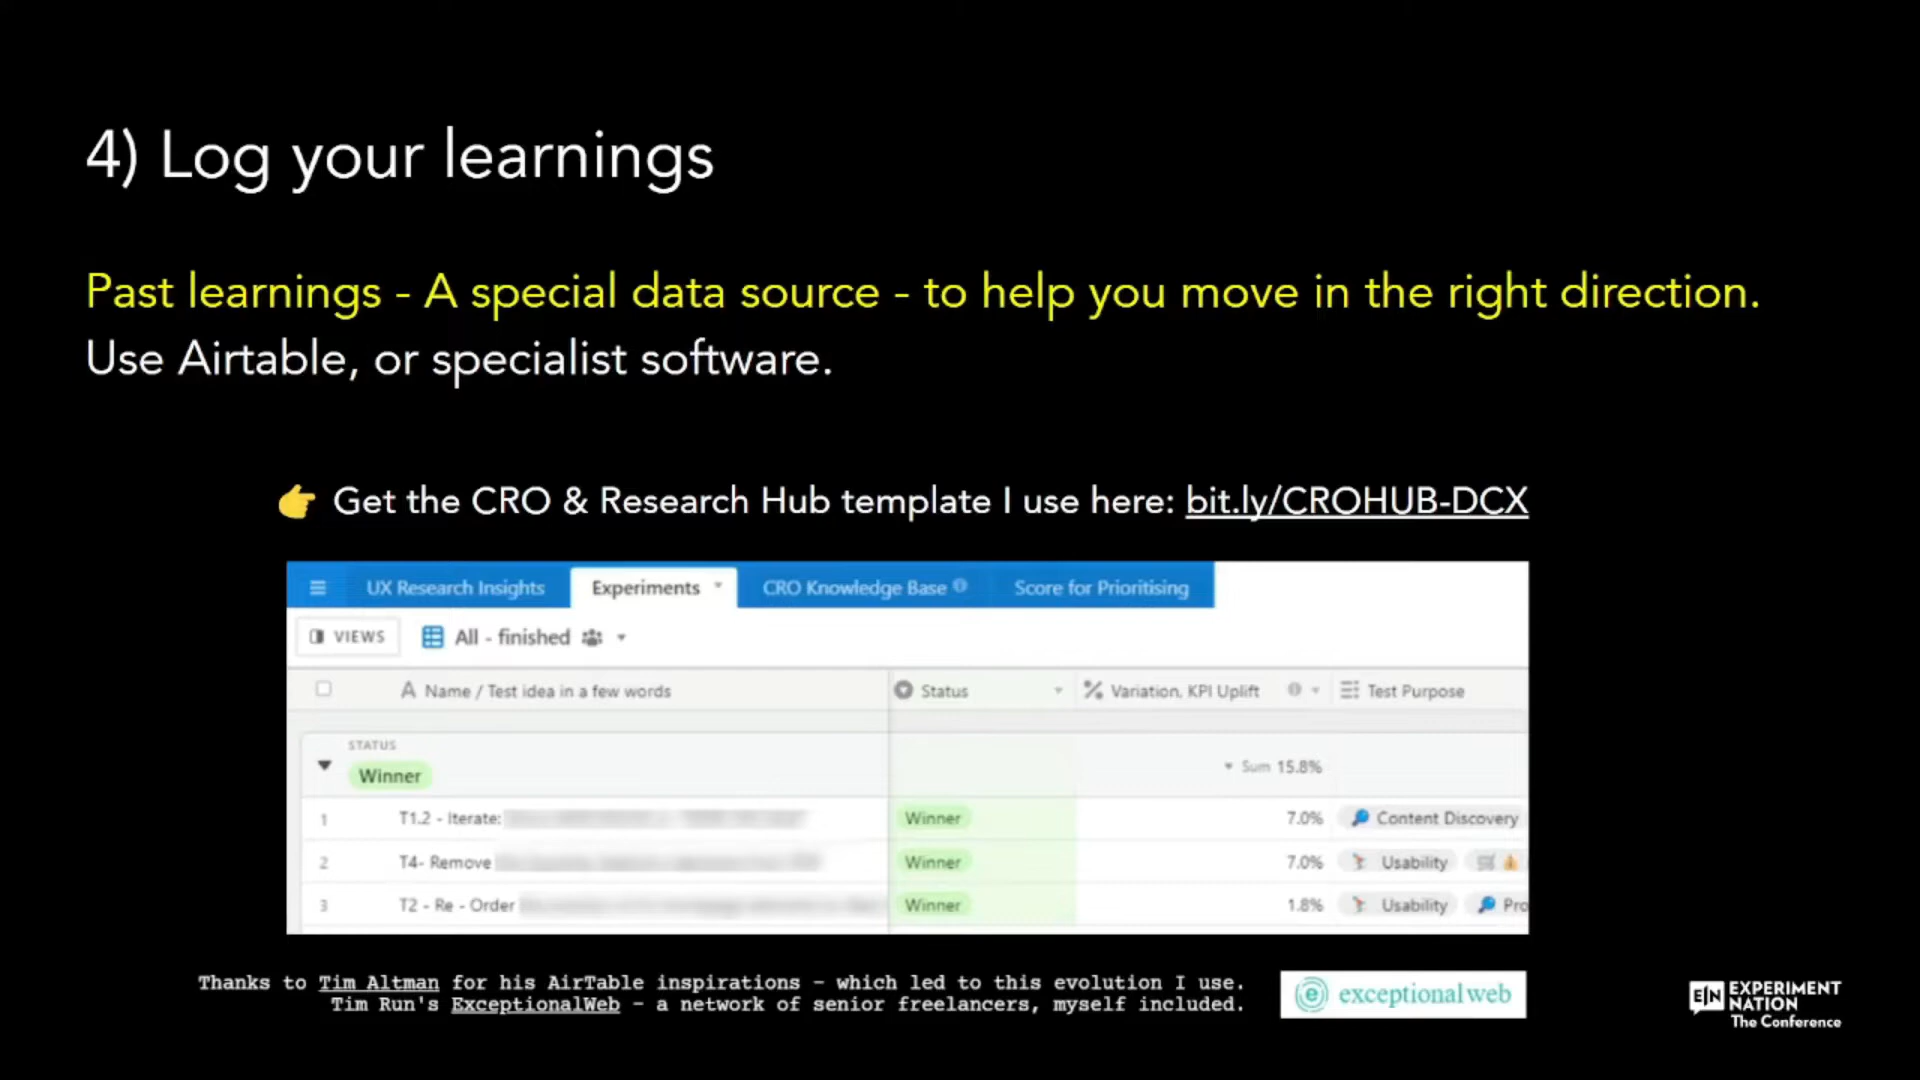 4) Log your learnings
Past learnings - A special data source - to help you move in the right direction.
Use Airtable, or specialist software.
👉 Get the CRO & Research Hub template I use here: bit.ly/CROHUB-DCX
UX Research Insights Experiments CRO Knowledge Base Score for Prioritising
VIEWS All - finished
Name / Test idea in a few words Status Variation, KPI Uplift Test Purpose
STATUS
Winner Sum 15.8%
1 T1.2 - Iterate: Winner 7.0% Content Discovery
2 T4- Remove Winner 7.0% Usability
3 T2 - Re - Order Winner 1.8% Usability Pro
Thanks to Tim Altman for his AirTable inspirations - which led to this evolution I use.
Tim Run's ExceptionalWeb - a network of senior freelancers, myself included.
exceptional web
EN EXPERIMENT
NATION
The Conference